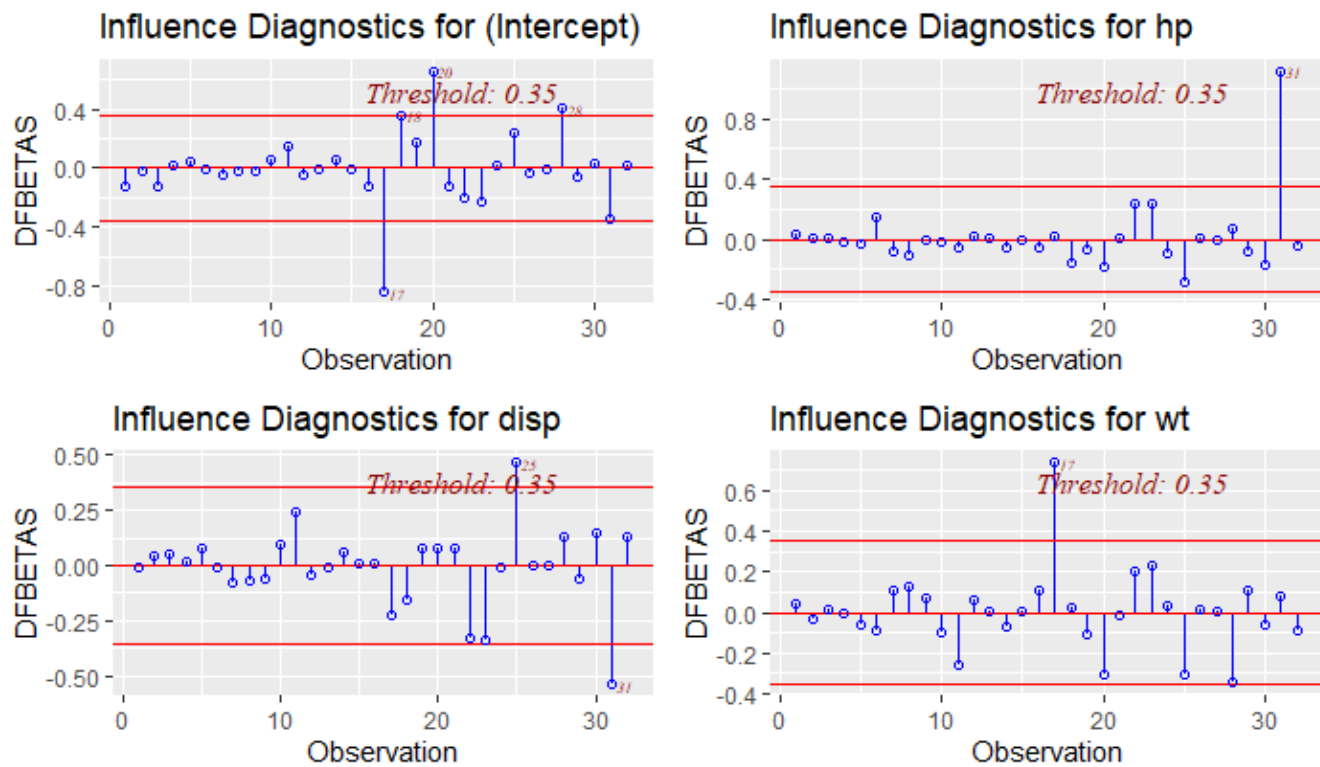 Influence Diagnostics for (Intercept)
20
Threshold: 0.35
18
28
17
0.4
0.0
-0.4
-0.8
DFBETAS
0 10 20 30
Observation
Influence Diagnostics for hp
31
Threshold: 0.35
0.8
0.4
0.0
-0.4
DFBETAS
0 10 20 30
Observation
Influence Diagnostics for disp
25
Threshold: 0.35
31
0.50
0.25
0.00
-0.25
-0.50
DFBETAS
0 10 20 30
Observation
Influence Diagnostics for wt
17
Threshold: 0.35
0.6
0.4
0.2
0.0
-0.2
-0.4
DFBETAS
0 10 20 30
Observation